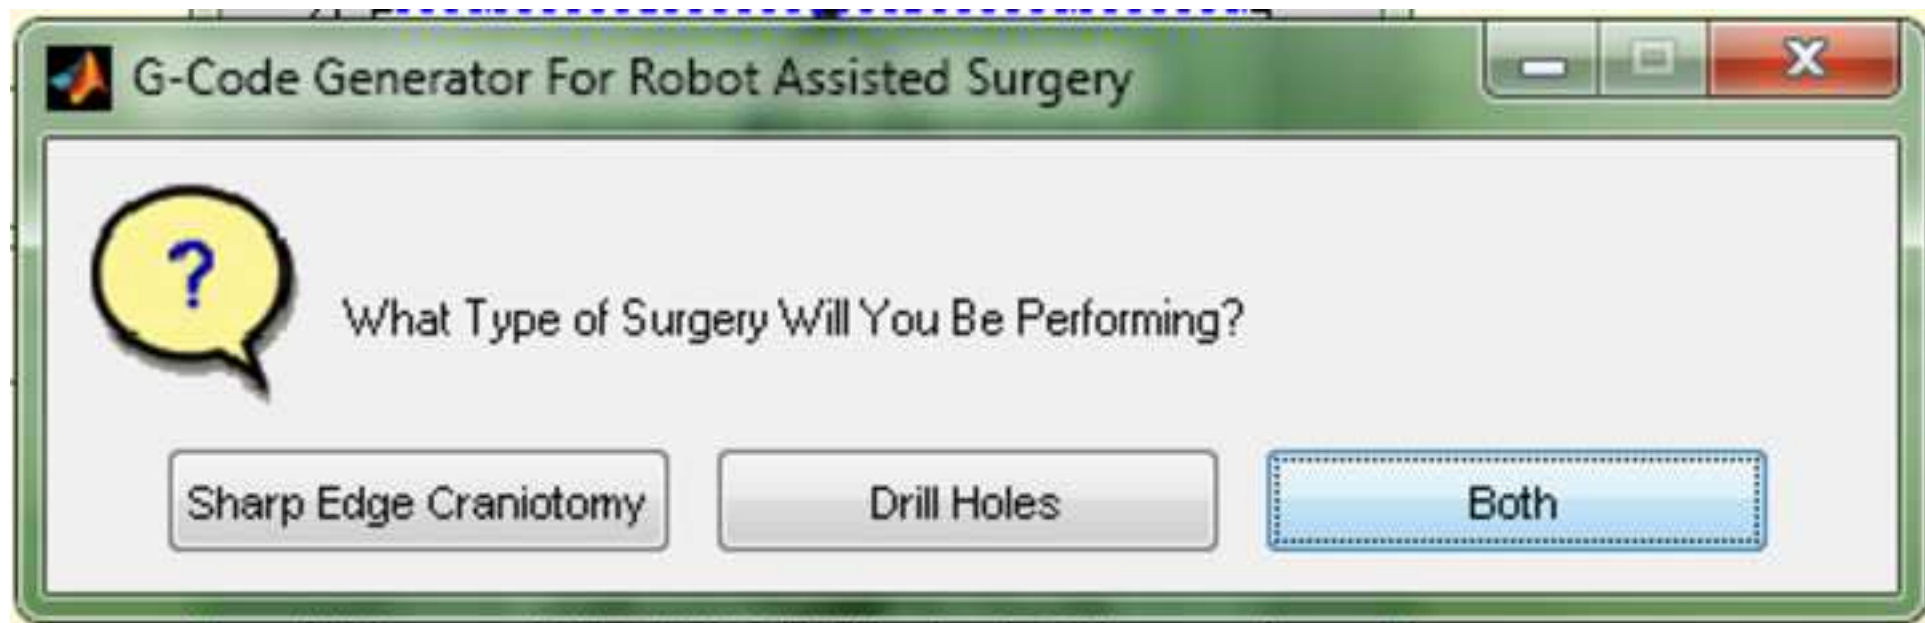 G-Code Generator For Robot Assisted Surgery
?
What Type of Surgery Will You Be Performing?
Sharp Edge Craniotomy Drill Holes Both